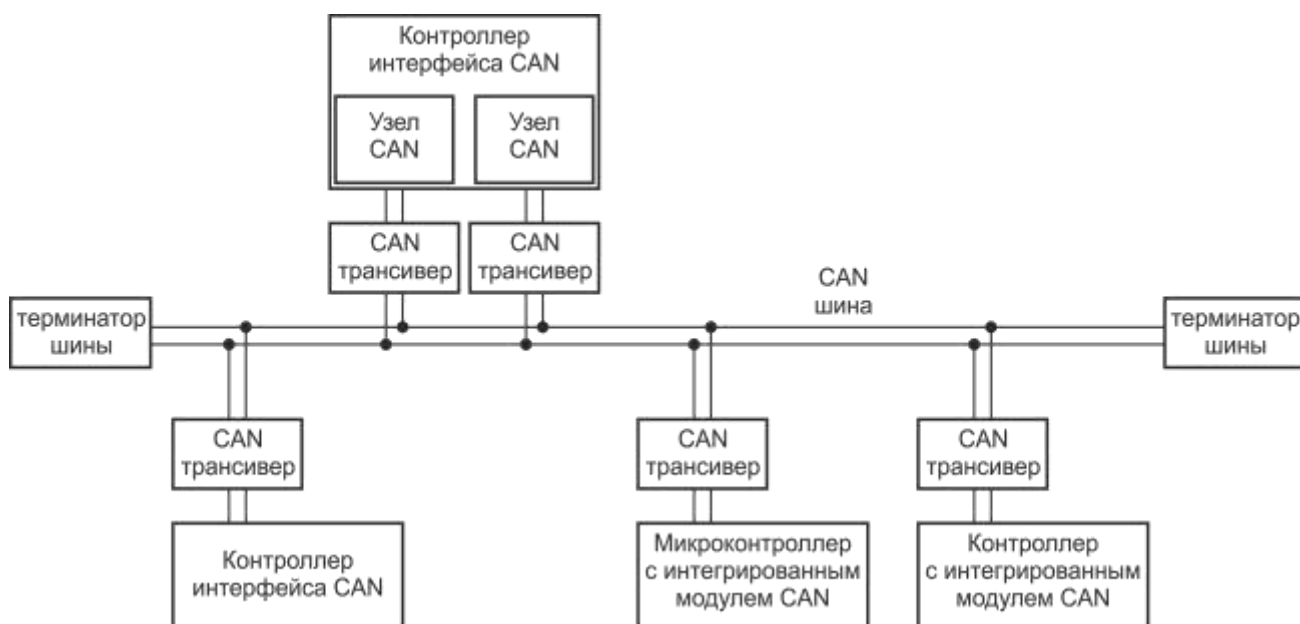 Контроллер
интерфейса CAN
Узел
CAN
Узел
CAN
CAN
трансивер
CAN
трансивер
CAN
шина
терминатор
шины
терминатор
шины
CAN
трансивер
CAN
трансивер
CAN
трансивер
Контроллер
интерфейса CAN
Микроконтроллер
с интегрированным
модулем CAN
Контроллер
с интегрированным
модулем CAN